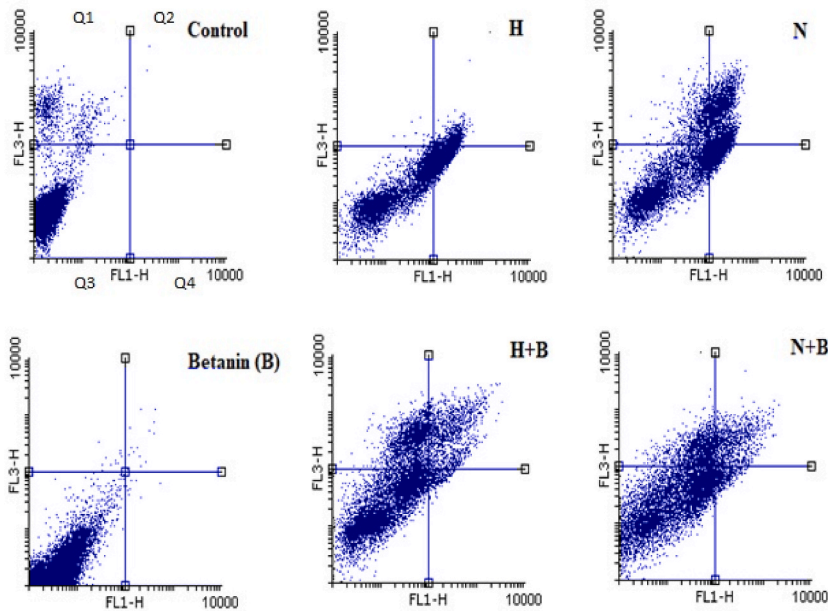 Q1 Q2 Control
10000
FL3-H
Q3 FL1-H Q4 10000
H
10000
FL3-H
FL1-H 10000
N
10000
FL3-H
FL1-H 10000
Betanin (B)
10000
FL3-H
FL1-H 10000
H+B
10000
FL3-H
FL1-H 10000
N+B
10000
FL3-H
FL1-H 10000